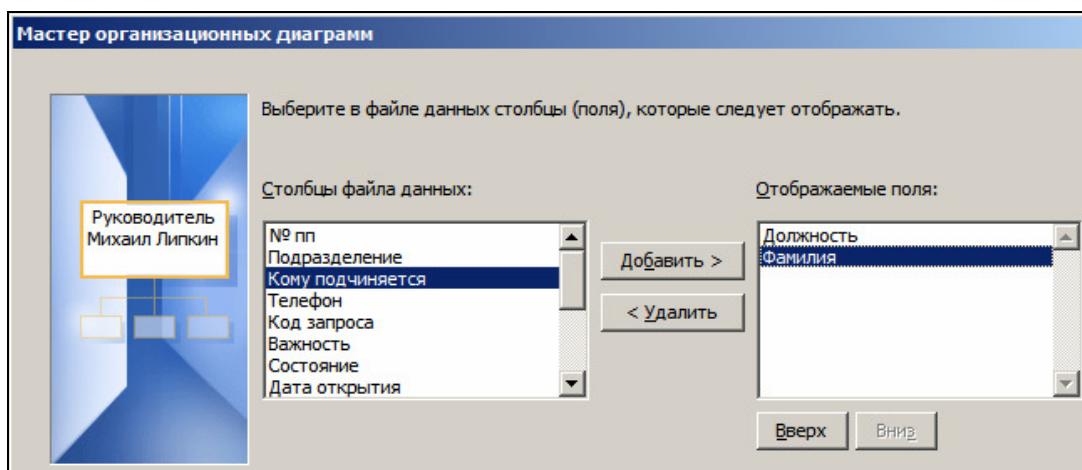 Мастер организационных диаграмм
Выберите в файле данных столбцы (поля), которые следует отображать.
Руководитель
Михаил Липкин
Столбцы файла данных:
№ пп
Подразделение
Кому подчиняется
Телефон
Код запроса
Важность
Состояние
Дата открытия
Добавить >
< Удалить
Отображаемые поля:
Должность
Фамилия
Вверх
Вниз